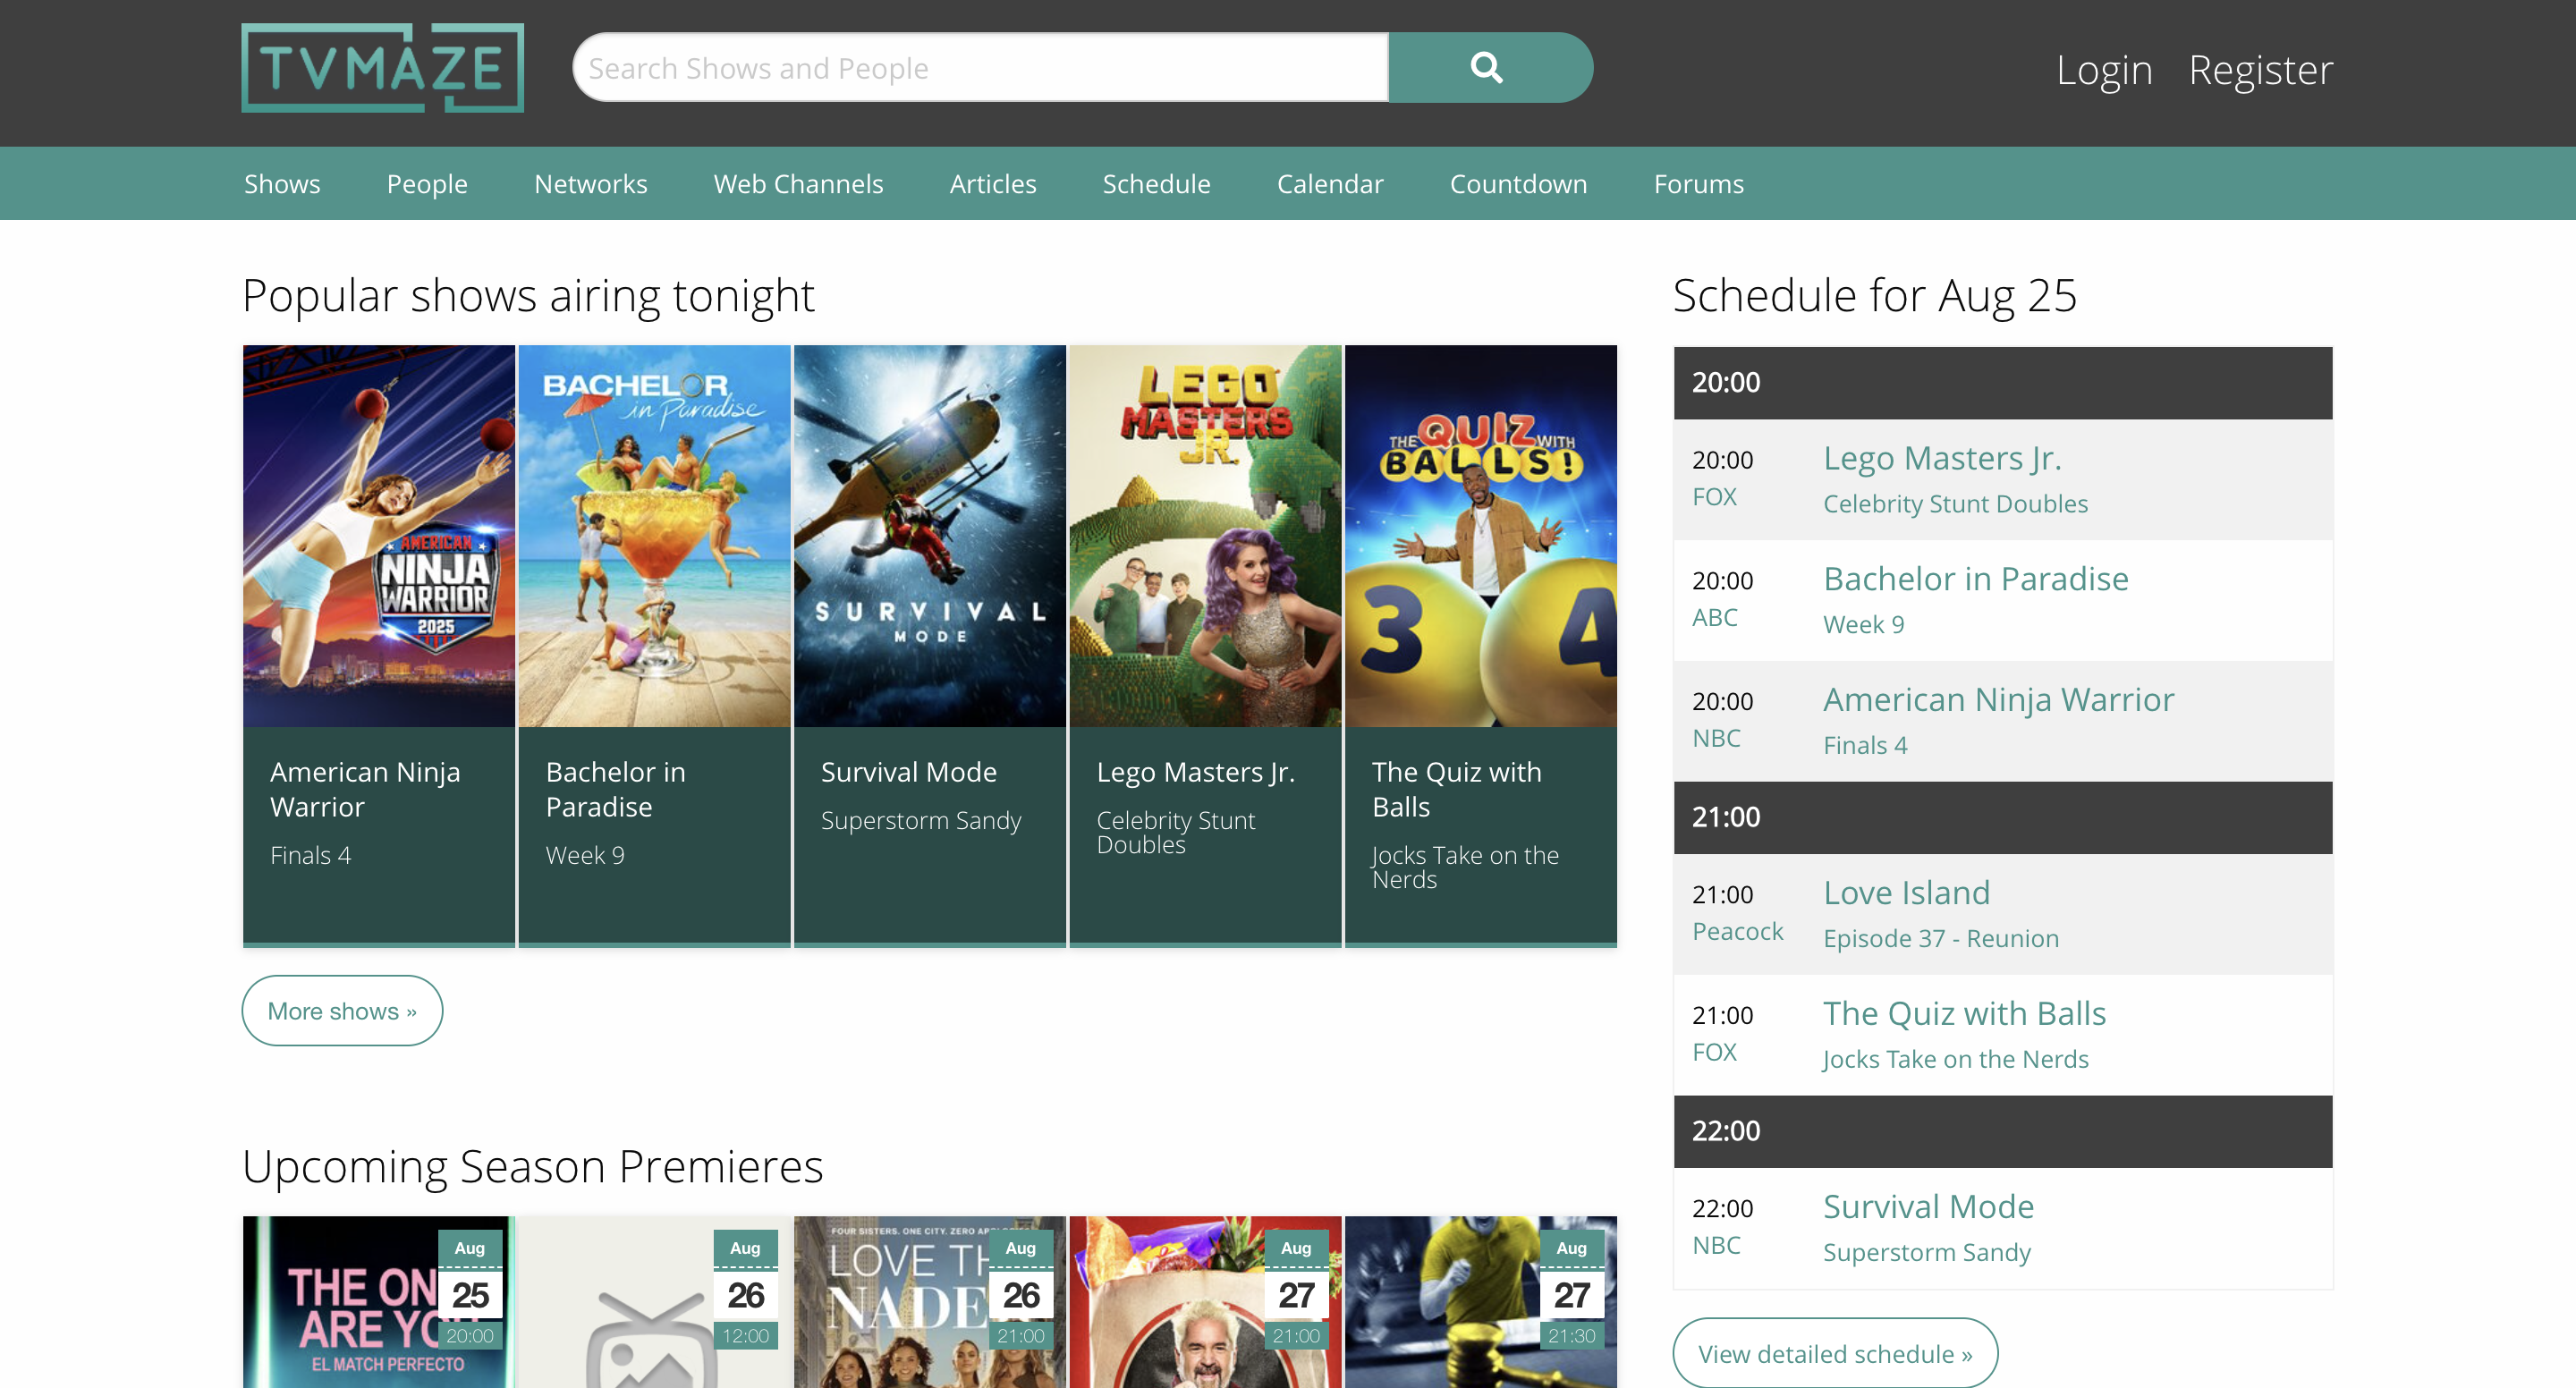 TVMAZE
Search Shows and People
Login Register
Shows People Networks Web Channels Articles Schedule Calendar Countdown Forums
Popular shows airing tonight
AMERICAN
NINJA
WARRIOR
2025
American Ninja
Warrior
Finals 4
BACHELOR
in Paradise
Bachelor in
Paradise
Week 9
SURVIVAL
MODE
Survival Mode
Superstorm Sandy
LEGO
MASTERS
JR.
Lego Masters Jr.
Celebrity Stunt
Doubles
THE QUIZ WITH
BALLS!
3 4
The Quiz with
Balls
Jocks Take on the
Nerds
More shows »
Upcoming Season Premieres
THE ON
ARE YO
EL MATCH PERFECTO
Aug
25
20:00
Aug
26
12:00
FOUR SISTERS. ONE CITY. ZERO
LOVE TH
NADE
Aug
26
21:00
Aug
27
21:00
Aug
27
21:30
Schedule for Aug 25
20:00
20:00 Lego Masters Jr.
FOX Celebrity Stunt Doubles
20:00 Bachelor in Paradise
ABC Week 9
20:00 American Ninja Warrior
NBC Finals 4
21:00
21:00 Love Island
Peacock Episode 37 - Reunion
21:00 The Quiz with Balls
FOX Jocks Take on the Nerds
22:00
22:00 Survival Mode
NBC Superstorm Sandy
View detailed schedule »